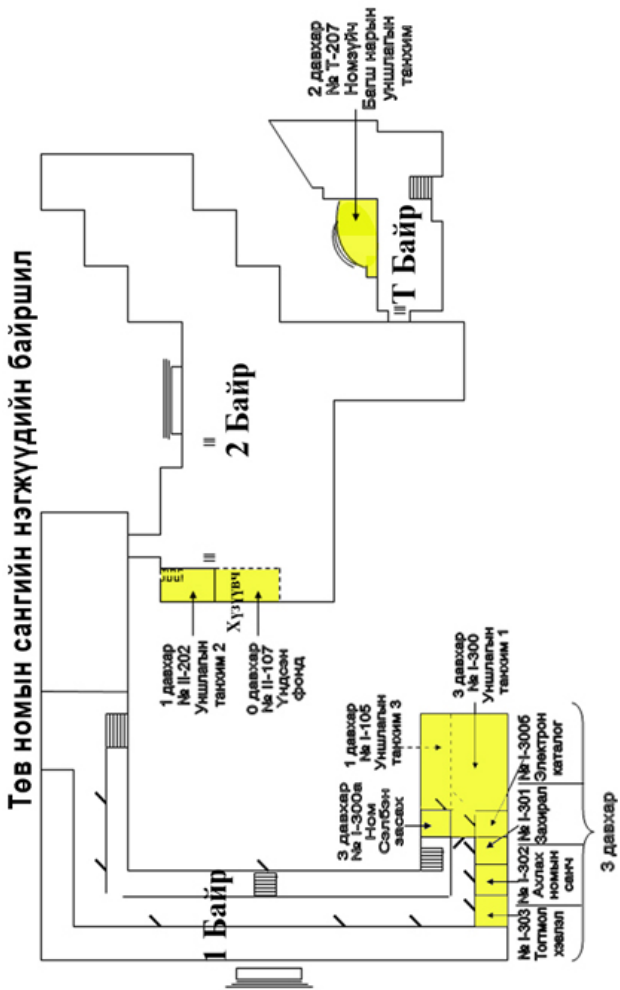 Төв номын сангийн нэгжүүдийн байршил
1 Байр
2 Байр
Т Байр
2 давхар
№ Т-207
Номзүйч
Багш нарын
уншлагын
танхим
1 давхар
№ II-202
Уншлагын
танхим 2
Хүзүүвч
0 давхар
№ II-107
Үндсэн
фонд
1 давхар
№ I-105
Уншлагын
танхим 3
3 давхар
№ I-300
Уншлагын
танхим 1
3 давхар
№ I-300а
Ном
Сэлбэн
засах
№ I-303
Тогтмол
хэвлэл
№ I-302
Ахлах
номын
санч
№ I-301
Захирал
№ I-300б
Электрон
каталог
3 давхар